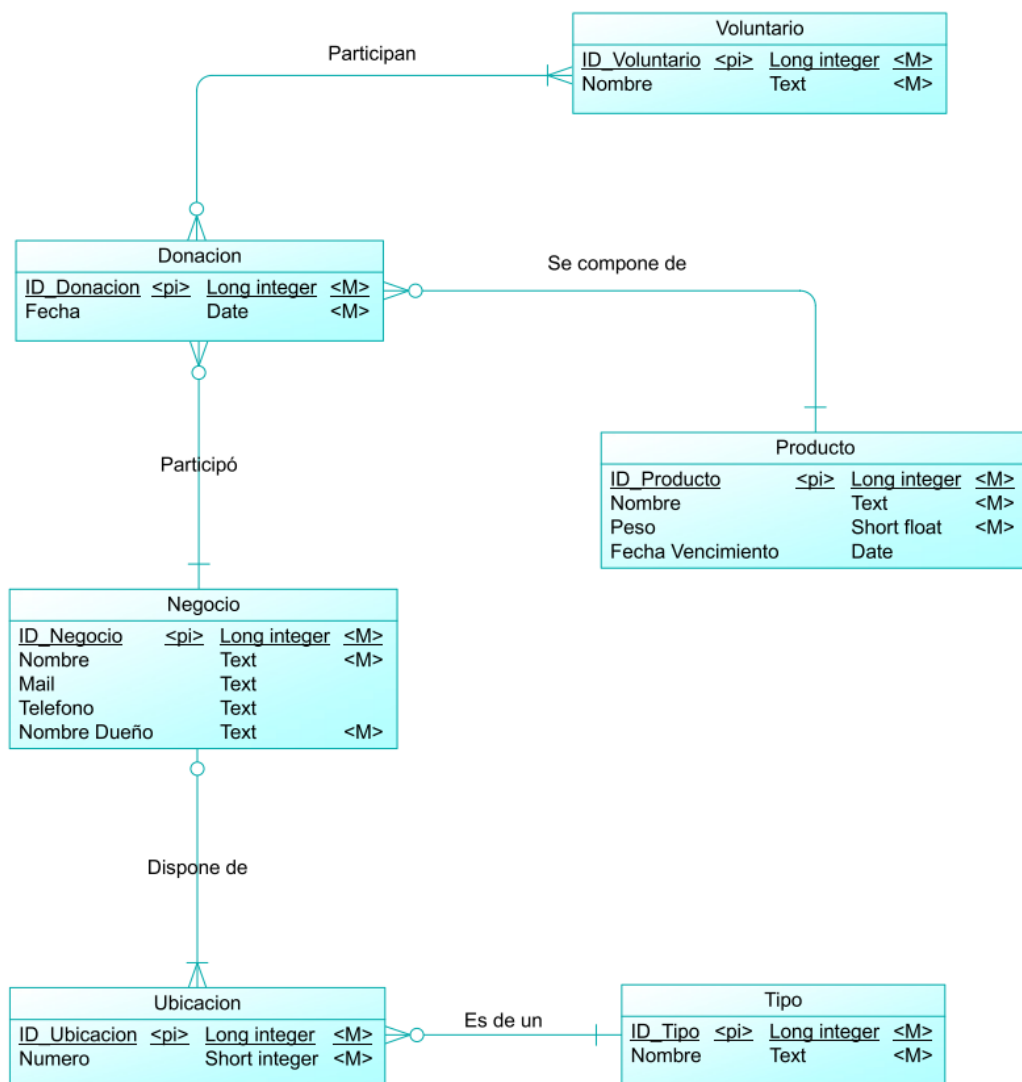 Voluntario
ID_Voluntario <pi> Long integer <M>
Nombre Text <M>
Participan
Donacion
ID_Donacion <pi> Long integer <M>
Fecha Date <M>
Se compone de
Participó
Producto
ID_Producto <pi> Long integer <M>
Nombre Text <M>
Peso Short float <M>
Fecha Vencimiento Date
Negocio
ID_Negocio <pi> Long integer <M>
Nombre Text <M>
Mail Text
Telefono Text
Nombre Dueño Text <M>
Dispone de
Ubicacion
ID_Ubicacion <pi> Long integer <M>
Numero Short integer <M>
Es de un
Tipo
ID_Tipo <pi> Long integer <M>
Nombre Text <M>